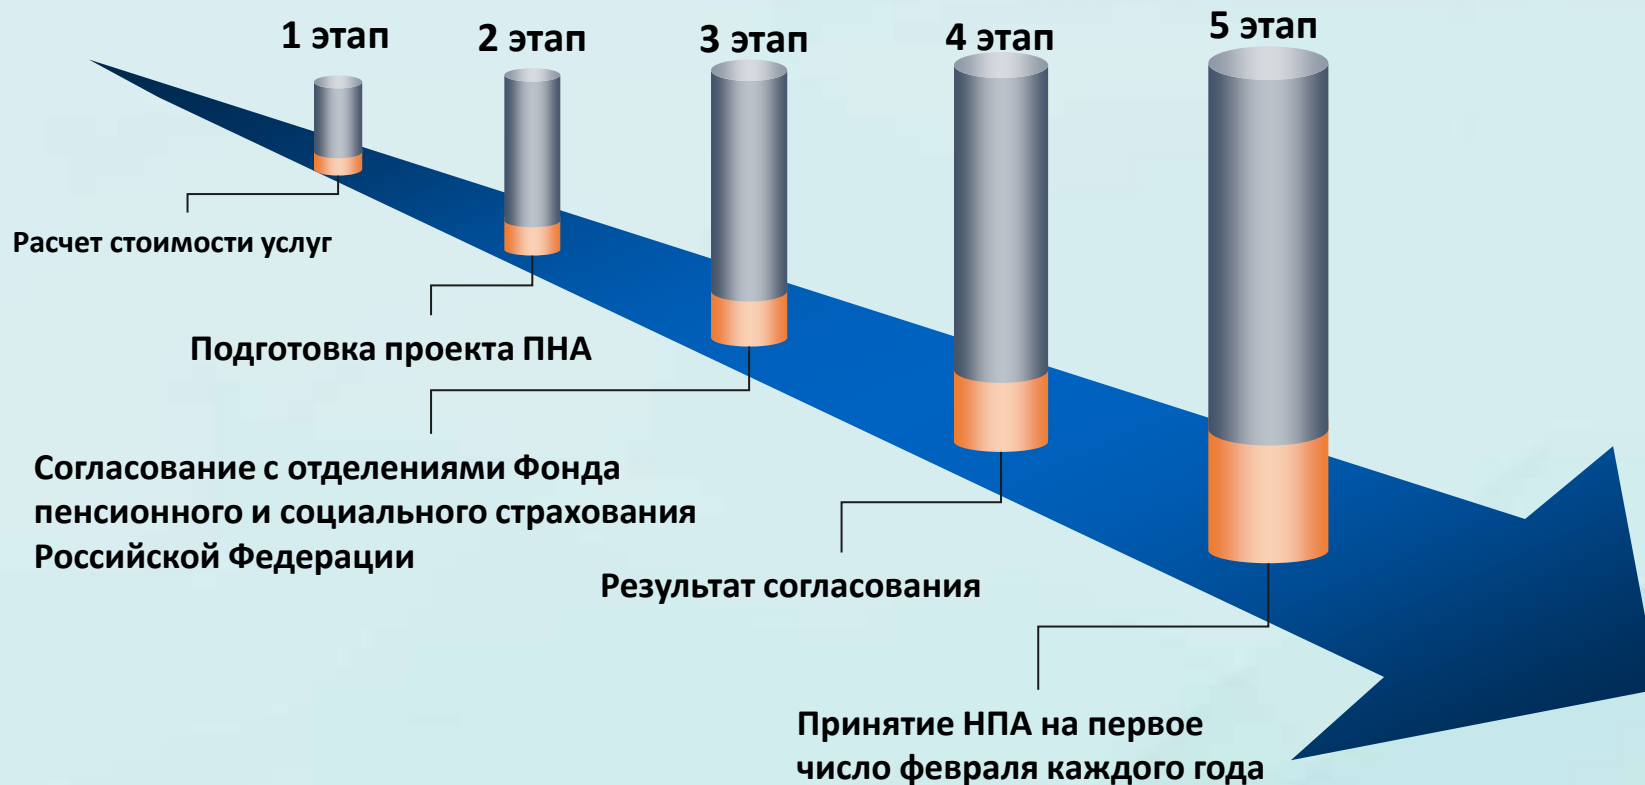 1 этап
2 этап
3 этап
4 этап
5 этап
Расчет стоимости услуг
Подготовка проекта ПНА
Согласование с отделениями Фонда
пенсионного и социального страхования
Российской Федерации
Результат согласования
Принятие НПА на первое
число февраля каждого года